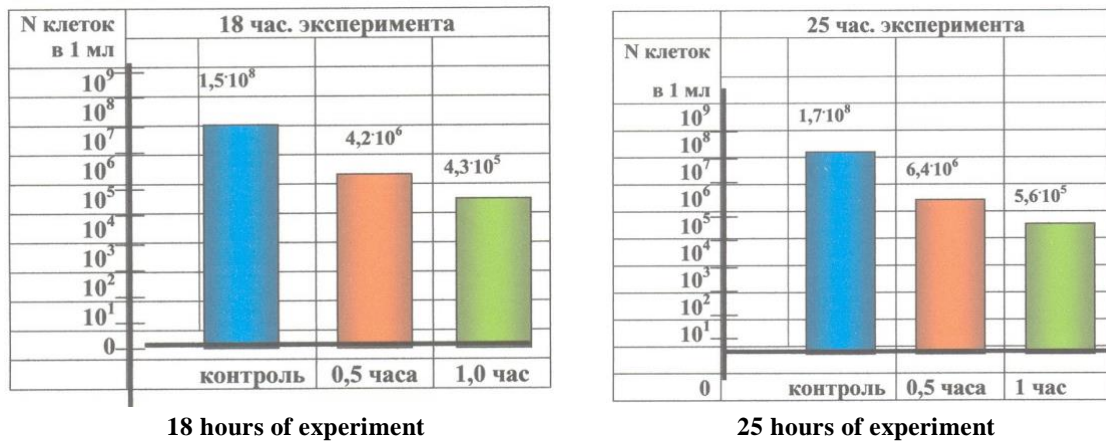 N клеток
в 1 мл
18 час. эксперимента
10⁹
10⁸
10⁷
10⁶
10⁵
10⁴
10³
10²
10¹
0
1,5·10⁸
4,2·10⁶
4,3·10⁵
контроль
0,5 часа
1,0 час
18 hours of experiment
N клеток
в 1 мл
25 час. эксперимента
10⁹
10⁸
10⁷
10⁶
10⁵
10⁴
10³
10²
10¹
0
1,7·10⁸
6,4·10⁶
5,6·10⁵
контроль
0,5 часа
1 час
25 hours of experiment